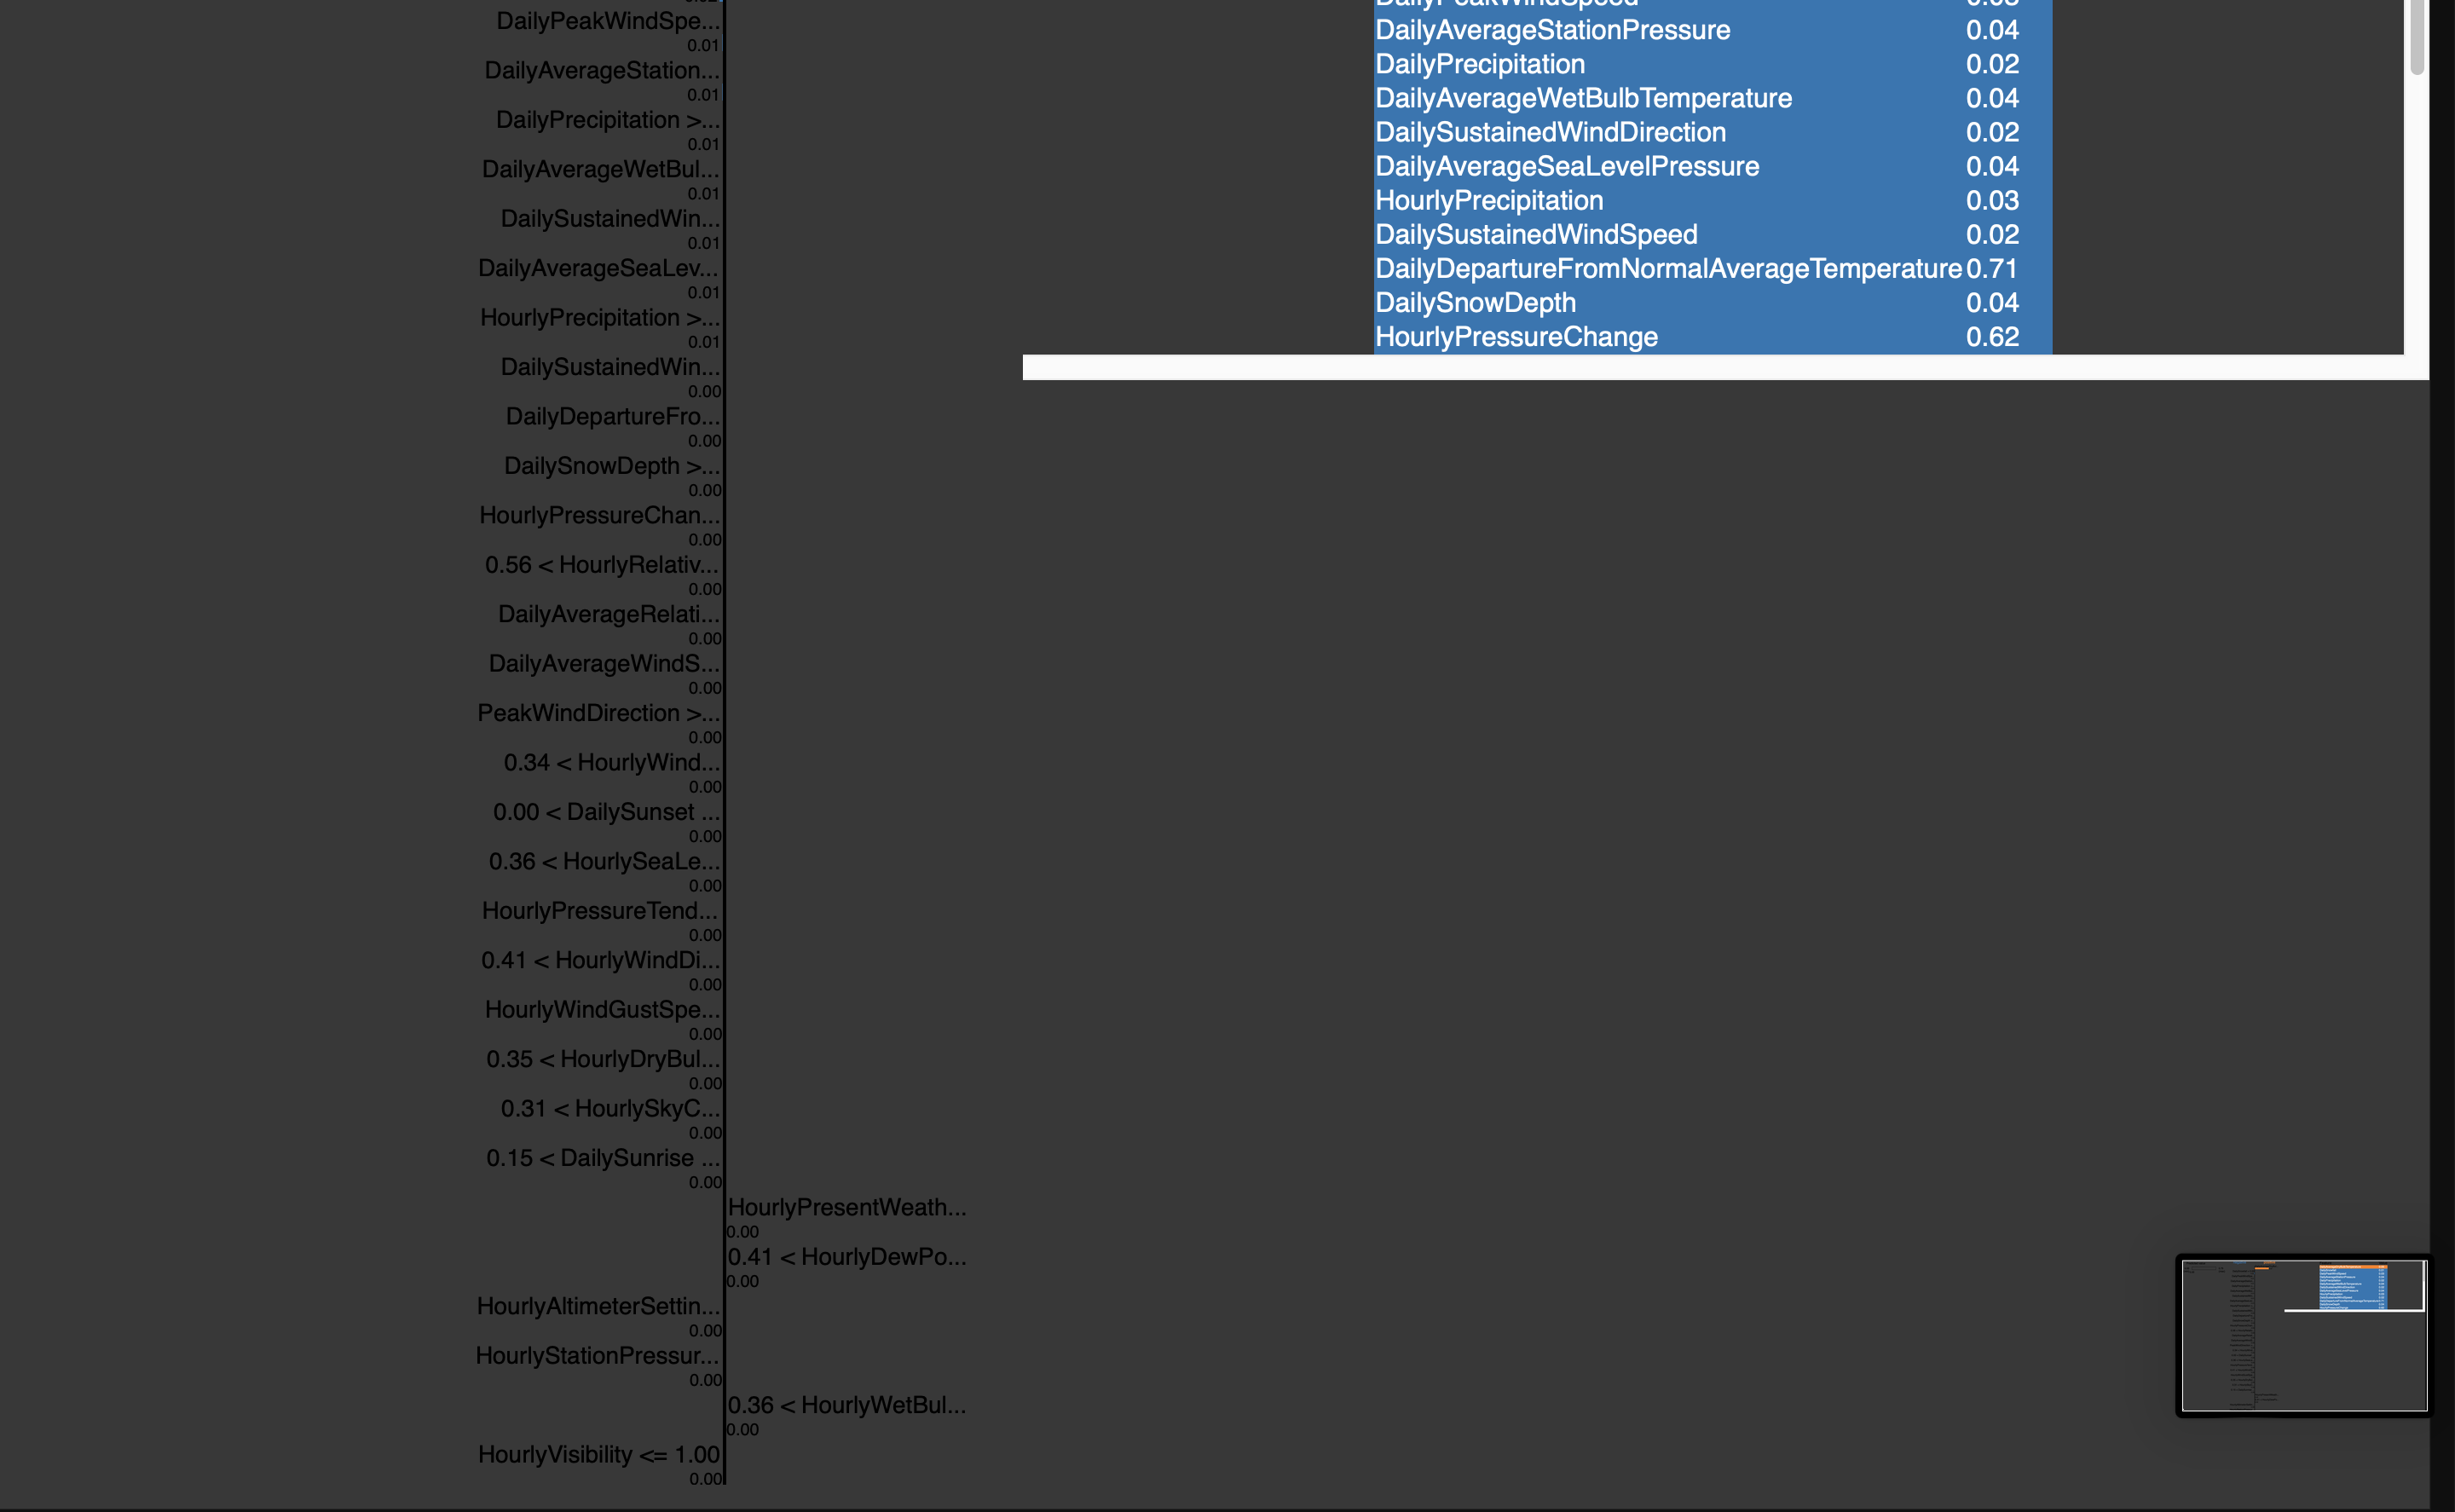 DailyPeakWindSpe...
0.01
DailyAverageStation...
0.01
DailyPrecipitation >...
0.01
DailyAverageWetBul...
0.01
DailySustainedWin...
0.01
DailyAverageSeaLev...
0.01
HourlyPrecipitation >...
0.01
DailySustainedWin...
0.00
DailyDepartureFro...
0.00
DailySnowDepth >...
0.00
HourlyPressureChan...
0.00
0.56 < HourlyRelativ...
0.00
DailyAverageRelati...
0.00
DailyAverageWindS...
0.00
PeakWindDirection >...
0.00
0.34 < HourlyWind...
0.00
0.00 < DailySunset ...
0.00
0.36 < HourlySeaLe...
0.00
HourlyPressureTend...
0.00
0.41 < HourlyWindDi...
0.00
HourlyWindGustSpe...
0.00
0.35 < HourlyDryBul...
0.00
0.31 < HourlySkyC...
0.00
0.15 < DailySunrise ...
0.00
HourlyPresentWeath...
0.00
0.41 < HourlyDewPo...
0.00
HourlyAltimeterSettin...
0.00
HourlyStationPressur...
0.00
0.36 < HourlyWetBul...
0.00
HourlyVisibility <= 1.00
0.00
DailyPeakWindSpeed 0.03
DailyAverageStationPressure 0.04
DailyPrecipitation 0.02
DailyAverageWetBulbTemperature 0.04
DailySustainedWindDirection 0.02
DailyAverageSeaLevelPressure 0.04
HourlyPrecipitation 0.03
DailySustainedWindSpeed 0.02
DailyDepartureFromNormalAverageTemperature 0.71
DailySnowDepth 0.04
HourlyPressureChange 0.62